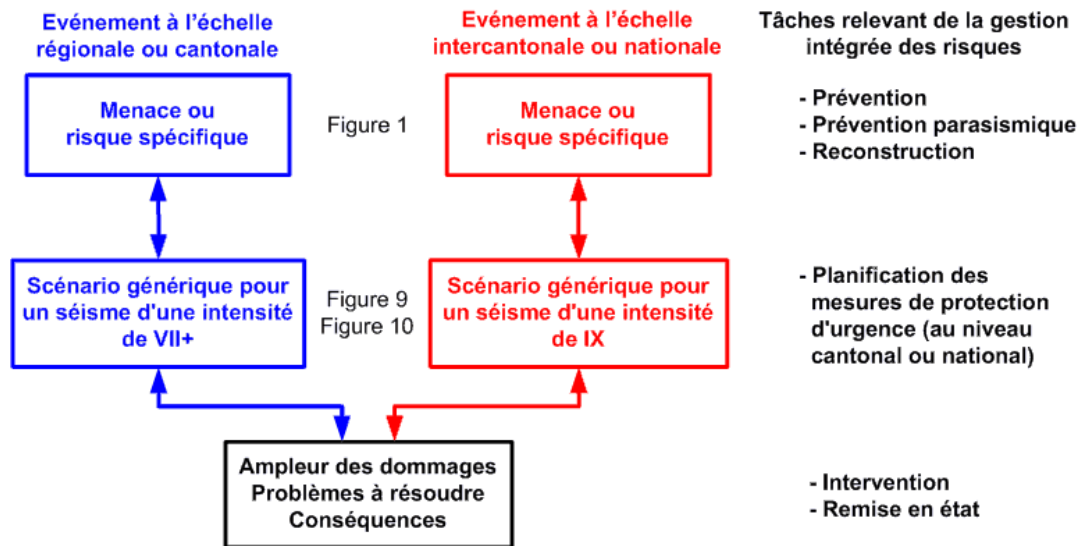 Evénement à l'échelle
régionale ou cantonale
Evénement à l'échelle
intercantonale ou nationale
Tâches relevant de la gestion
intégrée des risques
Menace ou
risque spécifique
Figure 1
Menace ou
risque spécifique
- Prévention
- Prévention parasismique
- Reconstruction
Scénario générique pour
un séisme d'une intensité
de VII+
Figure 9
Figure 10
Scénario générique pour
un séisme d'une intensité
de IX
- Planification des
mesures de protection
d'urgence (au niveau
cantonal ou national)
Ampleur des dommages
Problèmes à résoudre
Conséquences
- Intervention
- Remise en état